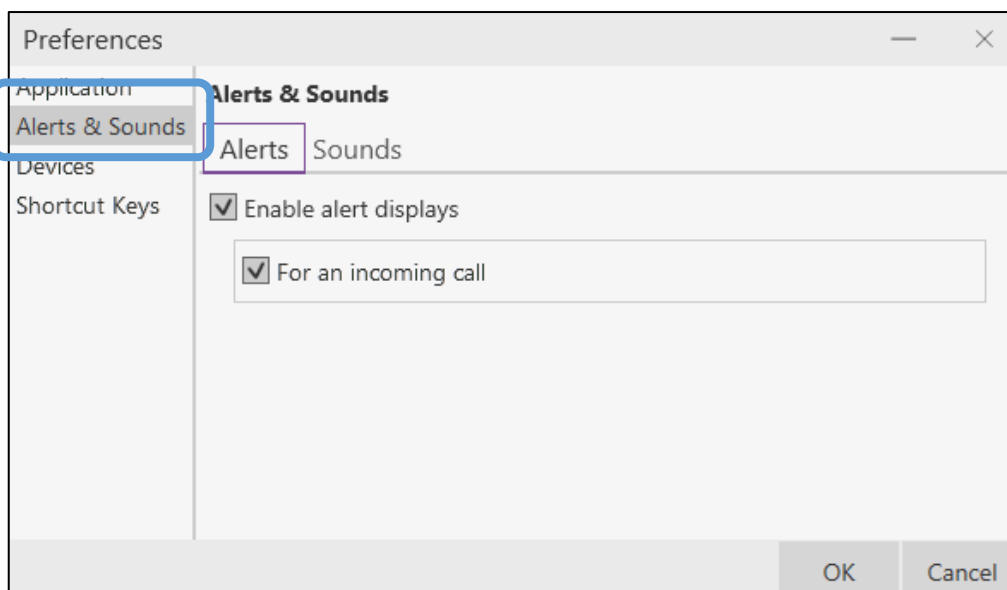 Preferences
Application
Alerts & Sounds
Devices
Shortcut Keys
Alerts & Sounds
Alerts Sounds
Enable alert displays
For an incoming call
OK Cancel